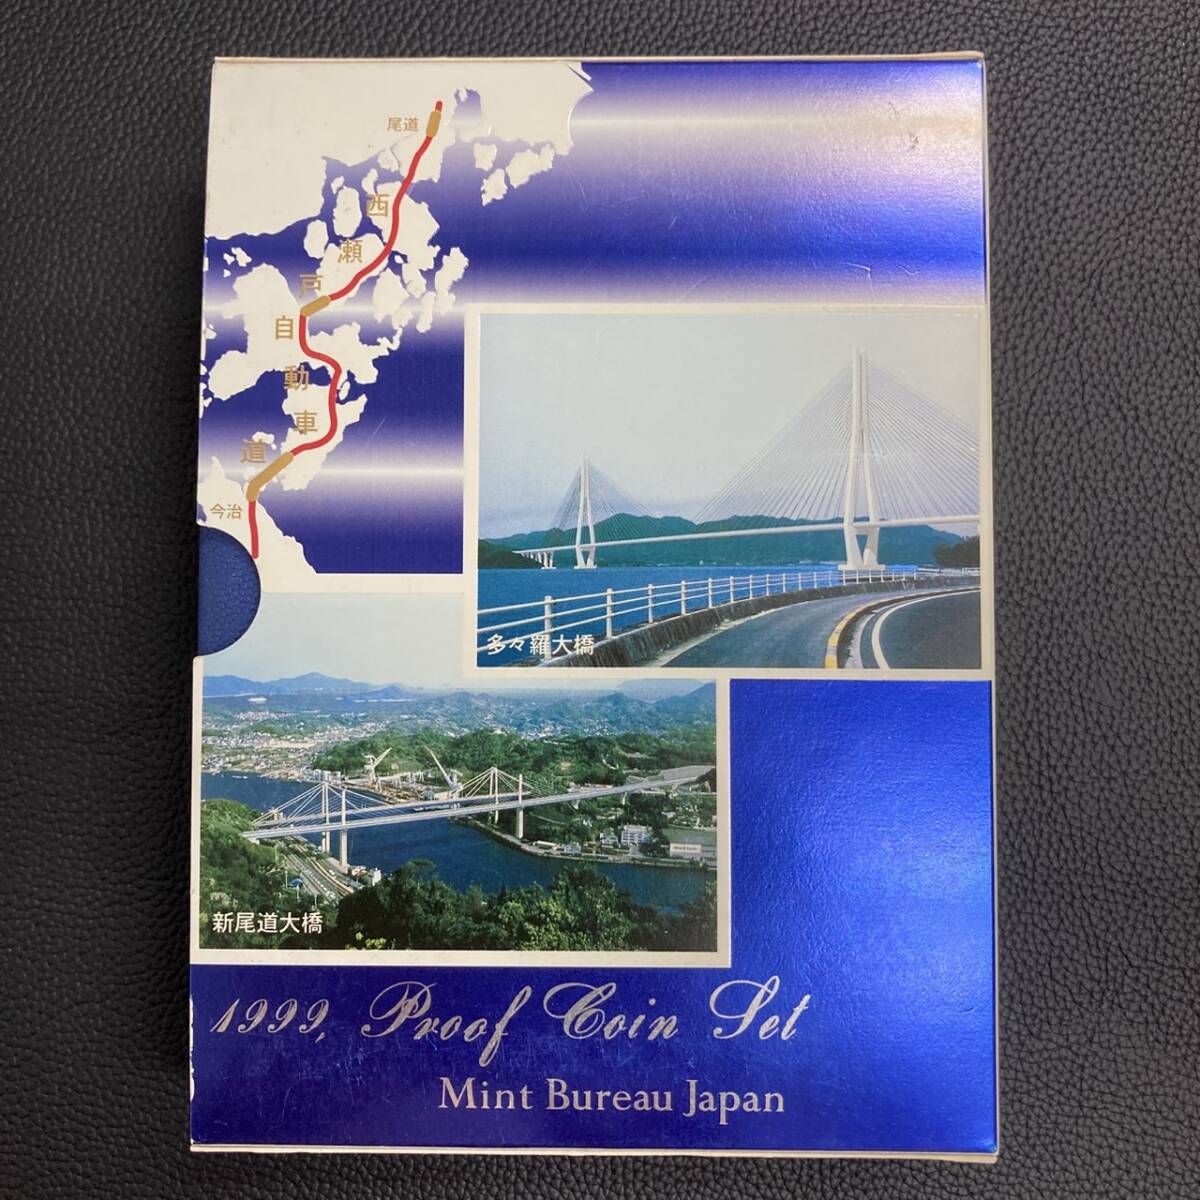 尾道
西瀬戸自動車道
今治
多々羅大橋
新尾道大橋
1999, Proof Coin Set
Mint Bureau Japan